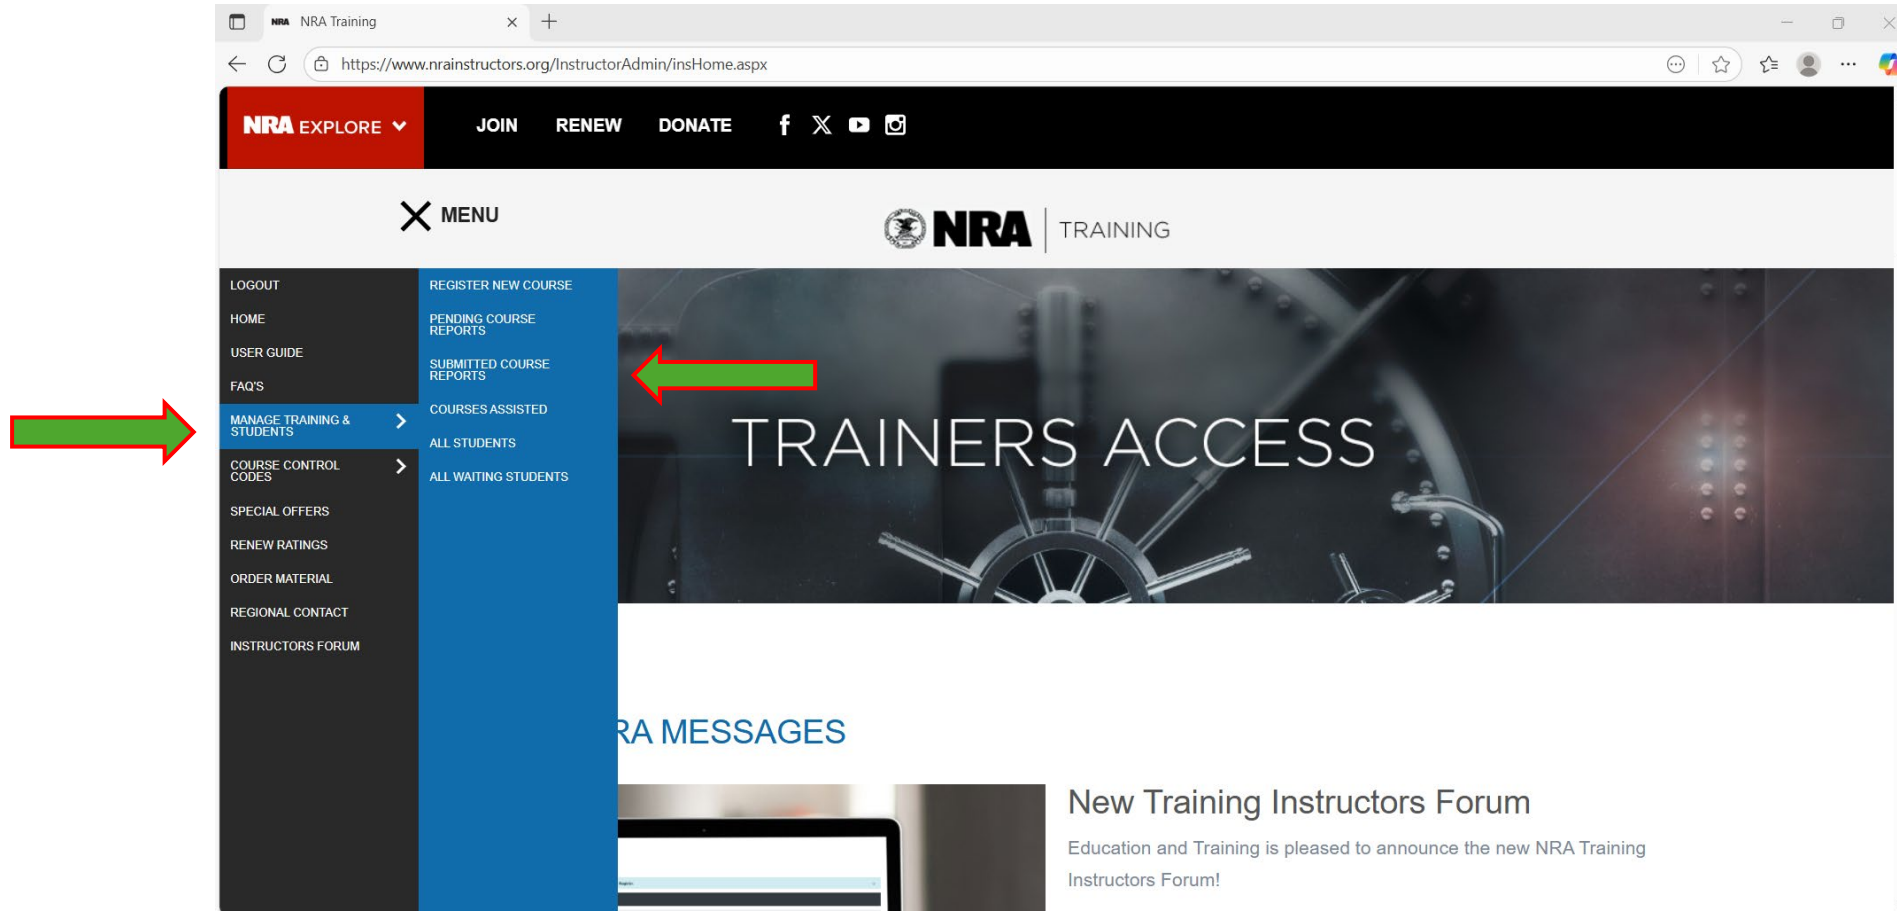 NRA NRA Training
https://www.nrainstructors.org/InstructorAdmin/insHome.aspx
NRA EXPLORE JOIN RENEW DONATE
MENU
NRA TRAINING
LOGOUT
HOME
USER GUIDE
FAQ'S
MANAGE TRAINING &
STUDENTS
COURSE CONTROL
CODES
SPECIAL OFFERS
RENEW RATINGS
ORDER MATERIAL
REGIONAL CONTACT
INSTRUCTORS FORUM
REGISTER NEW COURSE
PENDING COURSE
REPORTS
SUBMITTED COURSE
REPORTS
COURSES ASSISTED
ALL STUDENTS
ALL WAITING STUDENTS
TRAINERS ACCESS
RA MESSAGES
New Training Instructors Forum
Education and Training is pleased to announce the new NRA Training
Instructors Forum!